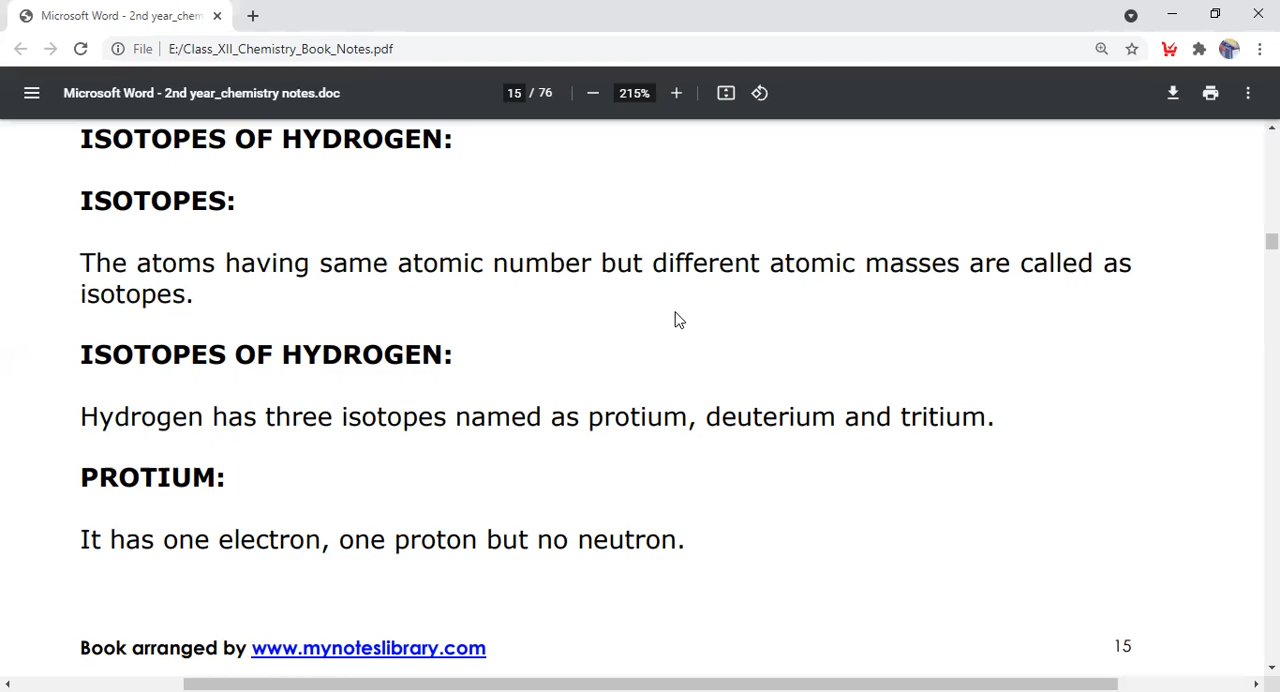 Microsoft Word - 2nd year_chem
File E:/Class_XII_Chemistry_Book_Notes.pdf
Microsoft Word - 2nd year_chemistry notes.doc 15 / 76 215%
ISOTOPES OF HYDROGEN:
ISOTOPES:
The atoms having same atomic number but different atomic masses are called as
isotopes.
ISOTOPES OF HYDROGEN:
Hydrogen has three isotopes named as protium, deuterium and tritium.
PROTIUM:
It has one electron, one proton but no neutron.
Book arranged by www.mynoteslibrary.com 15